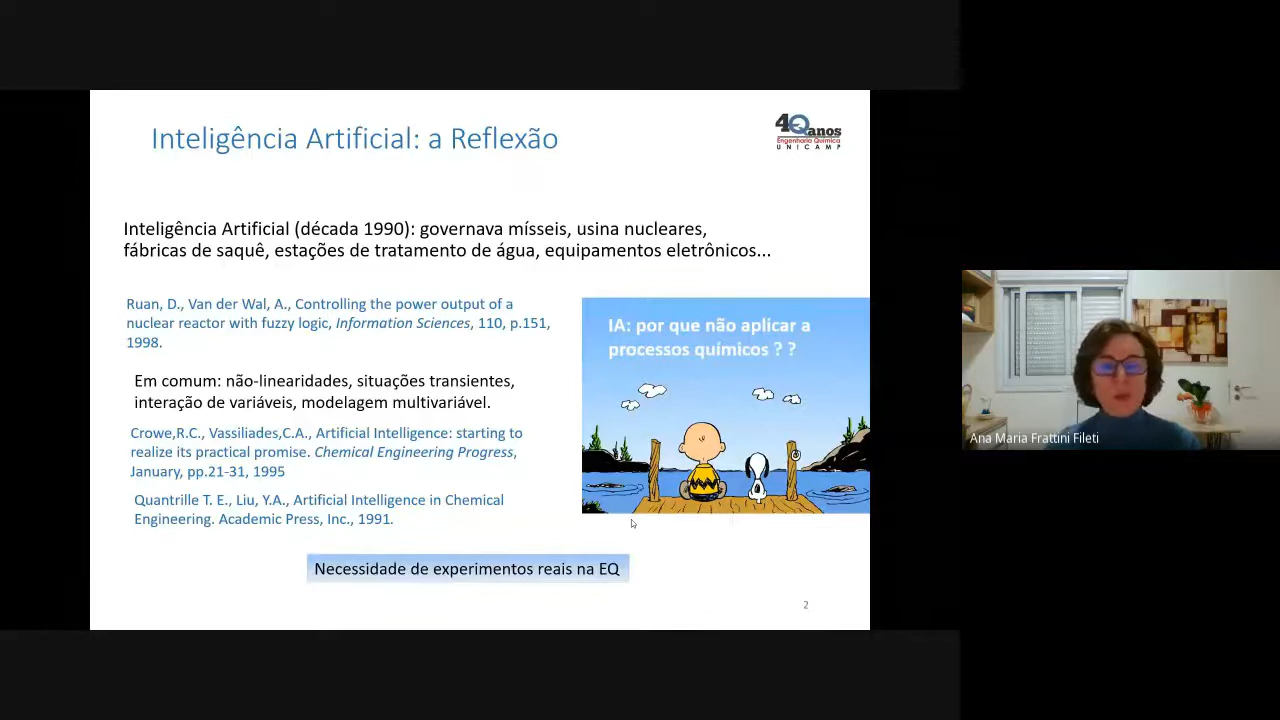 Inteligência Artificial: a Reflexão
4Qanos
Engenharia Química
UNICAMP
Inteligência Artificial (década 1990): governava mísseis, usina nucleares,
fábricas de saquê, estações de tratamento de água, equipamentos eletrônicos...
Ruan, D., Van der Wal, A., Controlling the power output of a
nuclear reactor with fuzzy logic, Information Sciences, 110, p.151,
1998.
Em comum: não-linearidades, situações transientes,
interação de variáveis, modelagem multivariável.
Crowe,R.C., Vassiliades,C.A., Artificial Intelligence: starting to
realize its practical promise. Chemical Engineering Progress,
January, pp.21-31, 1995
Quantrille T. E., Liu, Y.A., Artificial Intelligence in Chemical
Engineering. Academic Press, Inc., 1991.
IA: por que não aplicar a
processos químicos ? ?
Necessidade de experimentos reais na EQ
2
Ana Maria Frattini Fileti